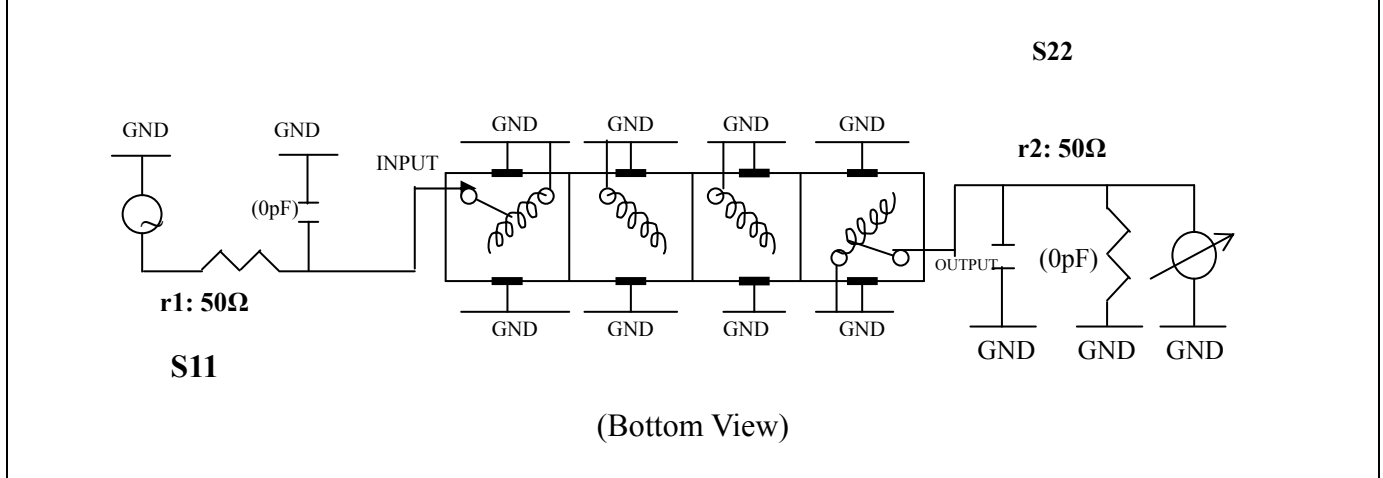 S22
GND GND GND GND GND GND
r2: 50Ω
INPUT
(0pF)
OUTPUT
(0pF)
r1: 50Ω
GND GND GND GND
GND GND GND
S11
(Bottom View)